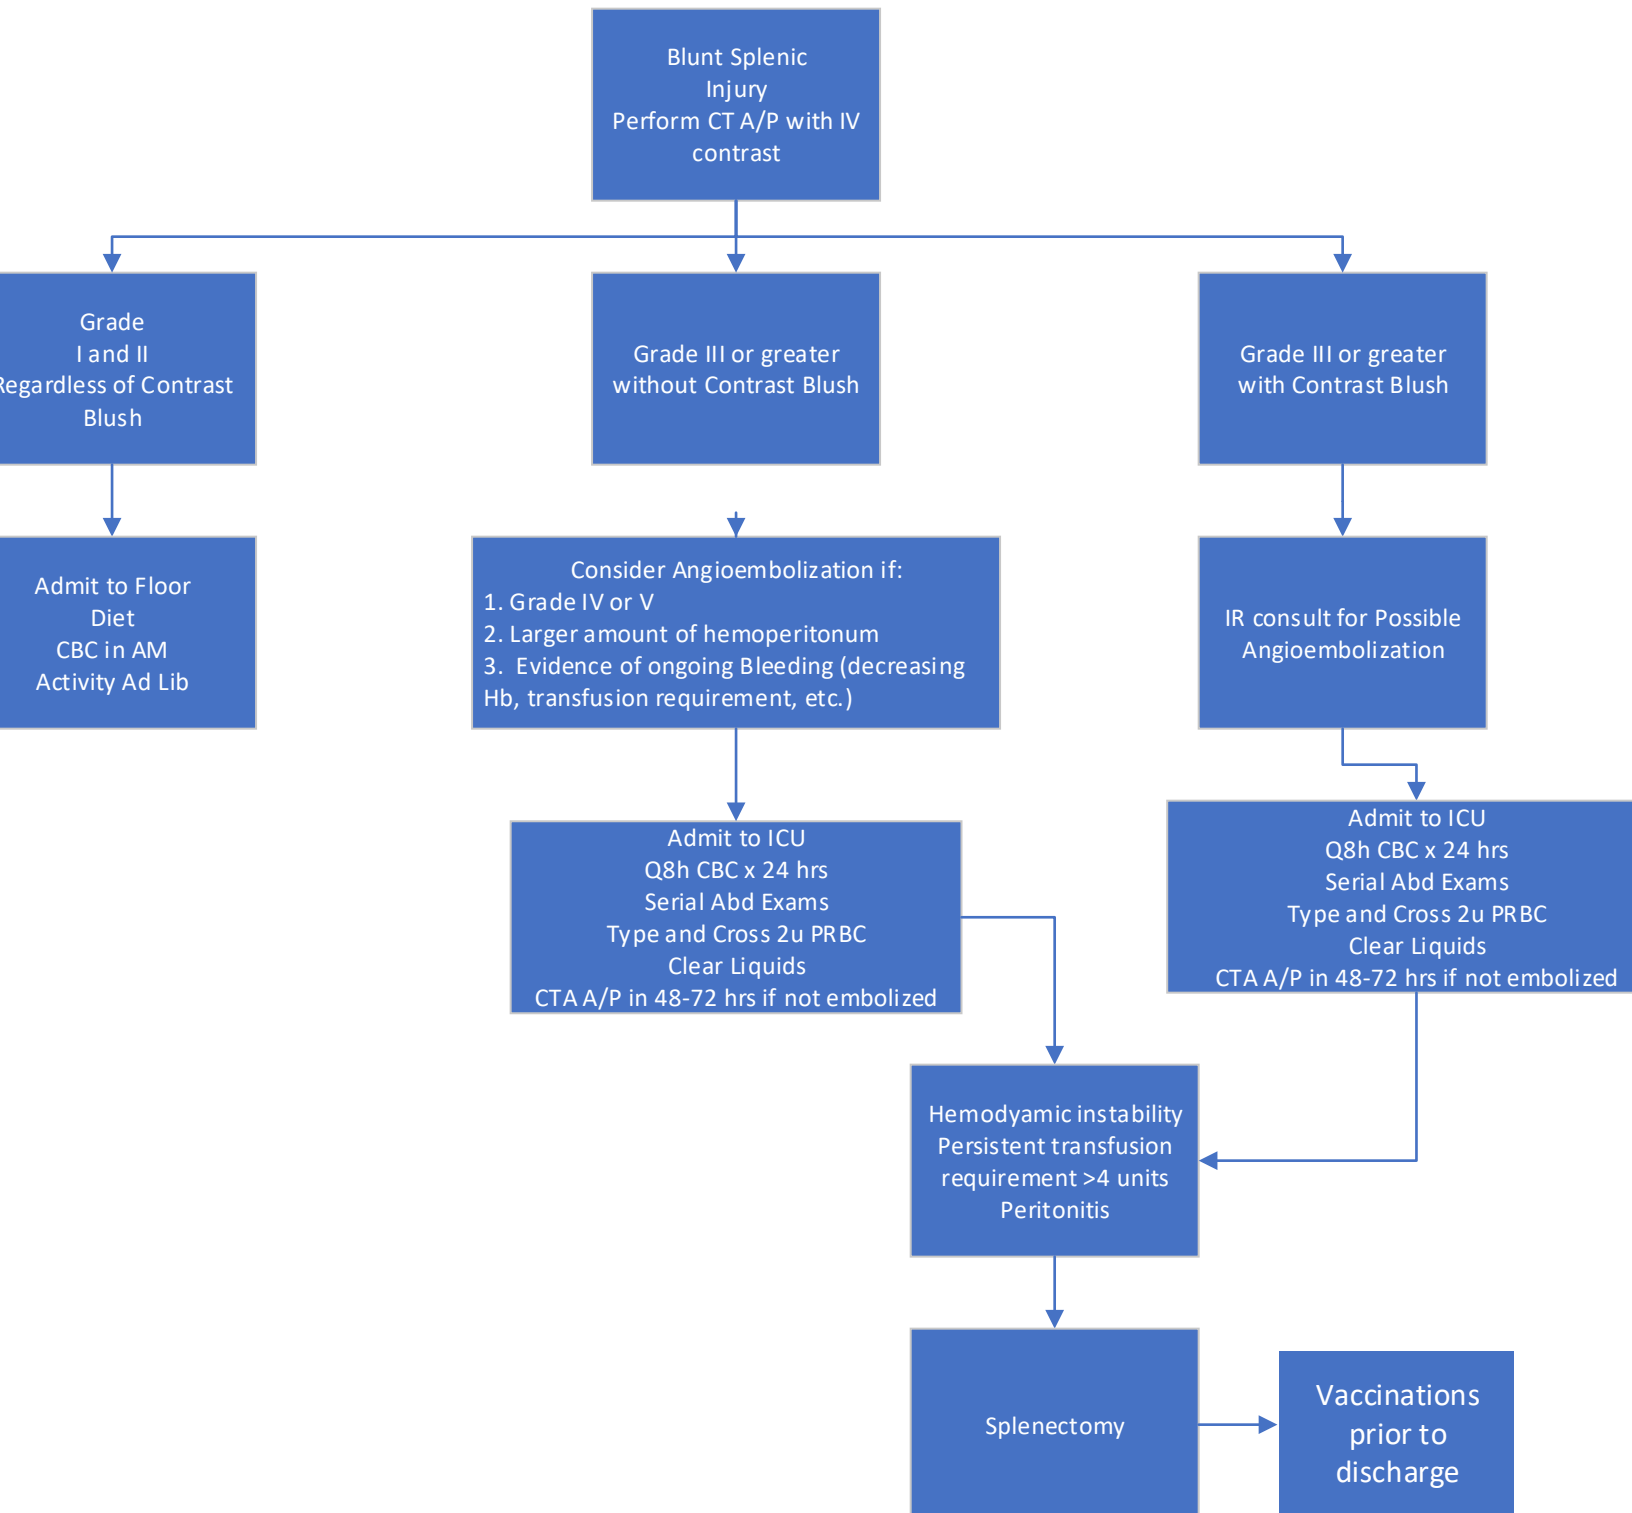 Blunt Splenic
Injury
Perform CT A/P with IV
contrast
Grade
I and II
Regardless of Contrast
Blush
Grade III or greater
without Contrast Blush
Grade III or greater
with Contrast Blush
Admit to Floor
Diet
CBC in AM
Activity Ad Lib
Consider Angioembolization if:
1. Grade IV or V
2. Larger amount of hemoperitonum
3. Evidence of ongoing Bleeding (decreasing
Hb, transfusion requirement, etc.)
IR consult for Possible
Angioembolization
Admit to ICU
Q8h CBC x 24 hrs
Serial Abd Exams
Type and Cross 2u PRBC
Clear Liquids
CTA A/P in 48-72 hrs if not embolized
Admit to ICU
Q8h CBC x 24 hrs
Serial Abd Exams
Type and Cross 2u PRBC
Clear Liquids
CTA A/P in 48-72 hrs if not embolized
Hemodyamic instability
Persistent transfusion
requirement >4 units
Peritonitis
Splenectomy
Vaccinations
prior to
discharge